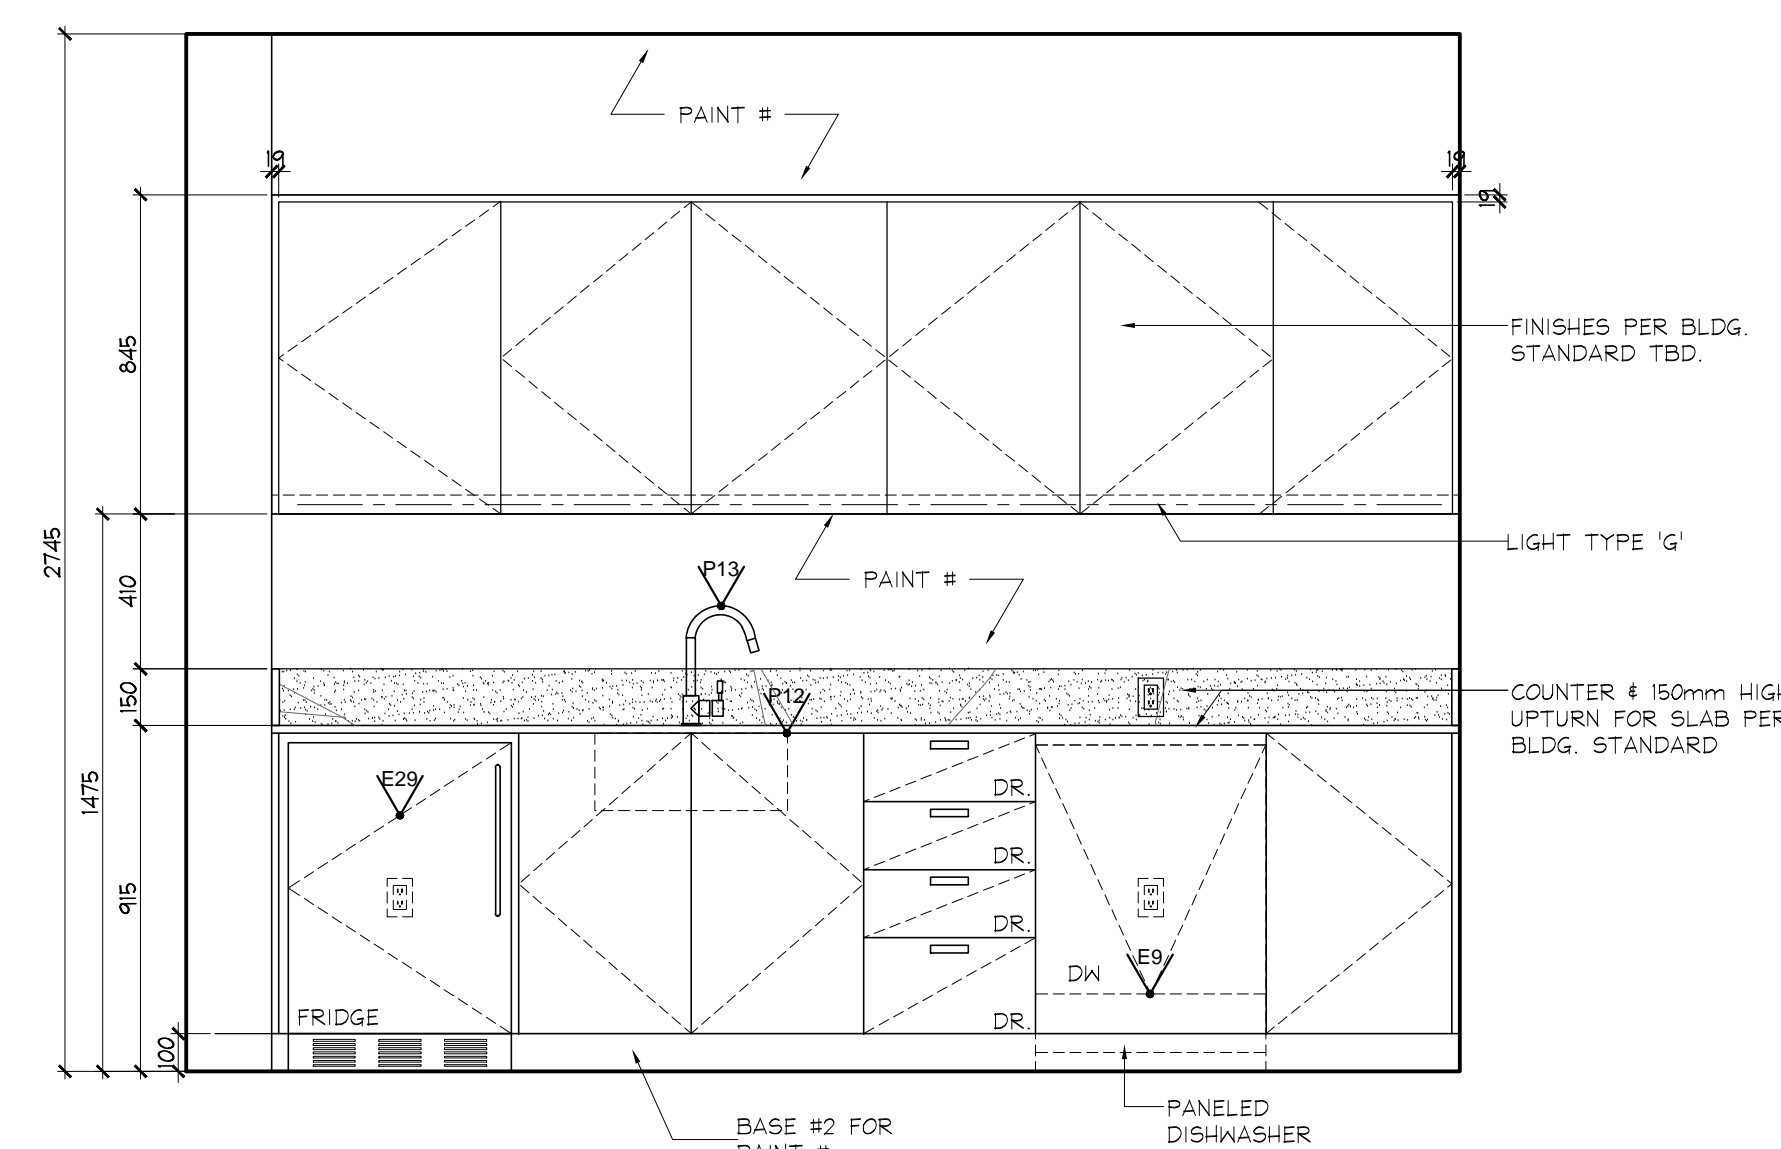 PAINT #
19
19
19
845
FINISHES PER BLDG.
STANDARD TBD.
2745
LIGHT TYPE 'G'
410
P13
PAINT #
150
P12
COUNTER & 150mm HIGH
UPTURN FOR SLAB PER
BLDG. STANDARD
1475
E29
DR.
DR.
915
DR.
E9
DW
FRIDGE
DR.
100
PANELED
DISHWASHER
BASE #2 FOR
PAINT #